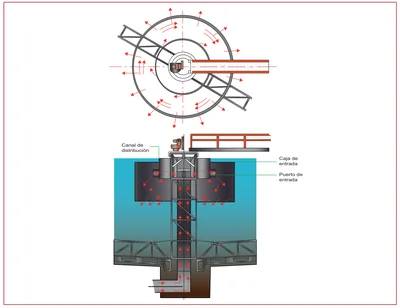 Canal de
distribución
Caja de
entrada
Puerto de
entrada